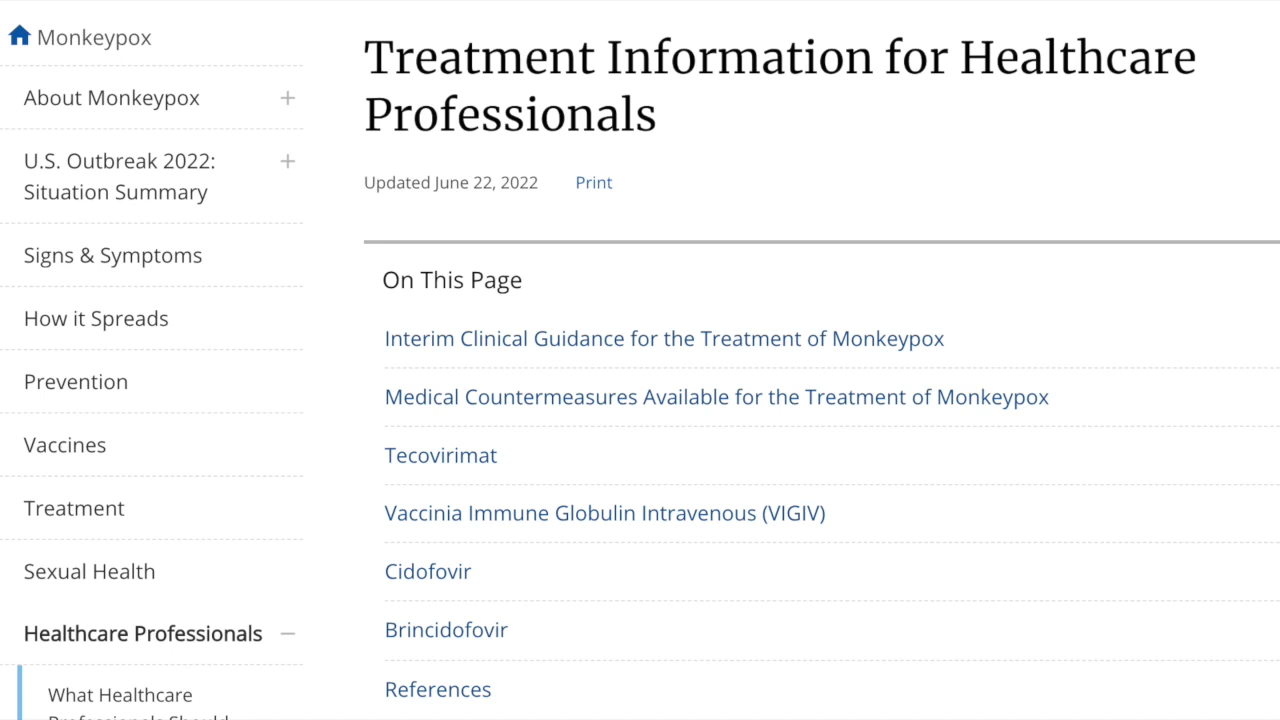 Monkeypox
About Monkeypox
U.S. Outbreak 2022:
Situation Summary
Signs & Symptoms
How it Spreads
Prevention
Vaccines
Treatment
Sexual Health
Healthcare Professionals
What Healthcare
Professionals Should
Treatment Information for Healthcare
Professionals
Updated June 22, 2022 Print
On This Page
Interim Clinical Guidance for the Treatment of Monkeypox
Medical Countermeasures Available for the Treatment of Monkeypox
Tecovirimat
Vaccinia Immune Globulin Intravenous (VIGIV)
Cidofovir
Brincidofovir
References